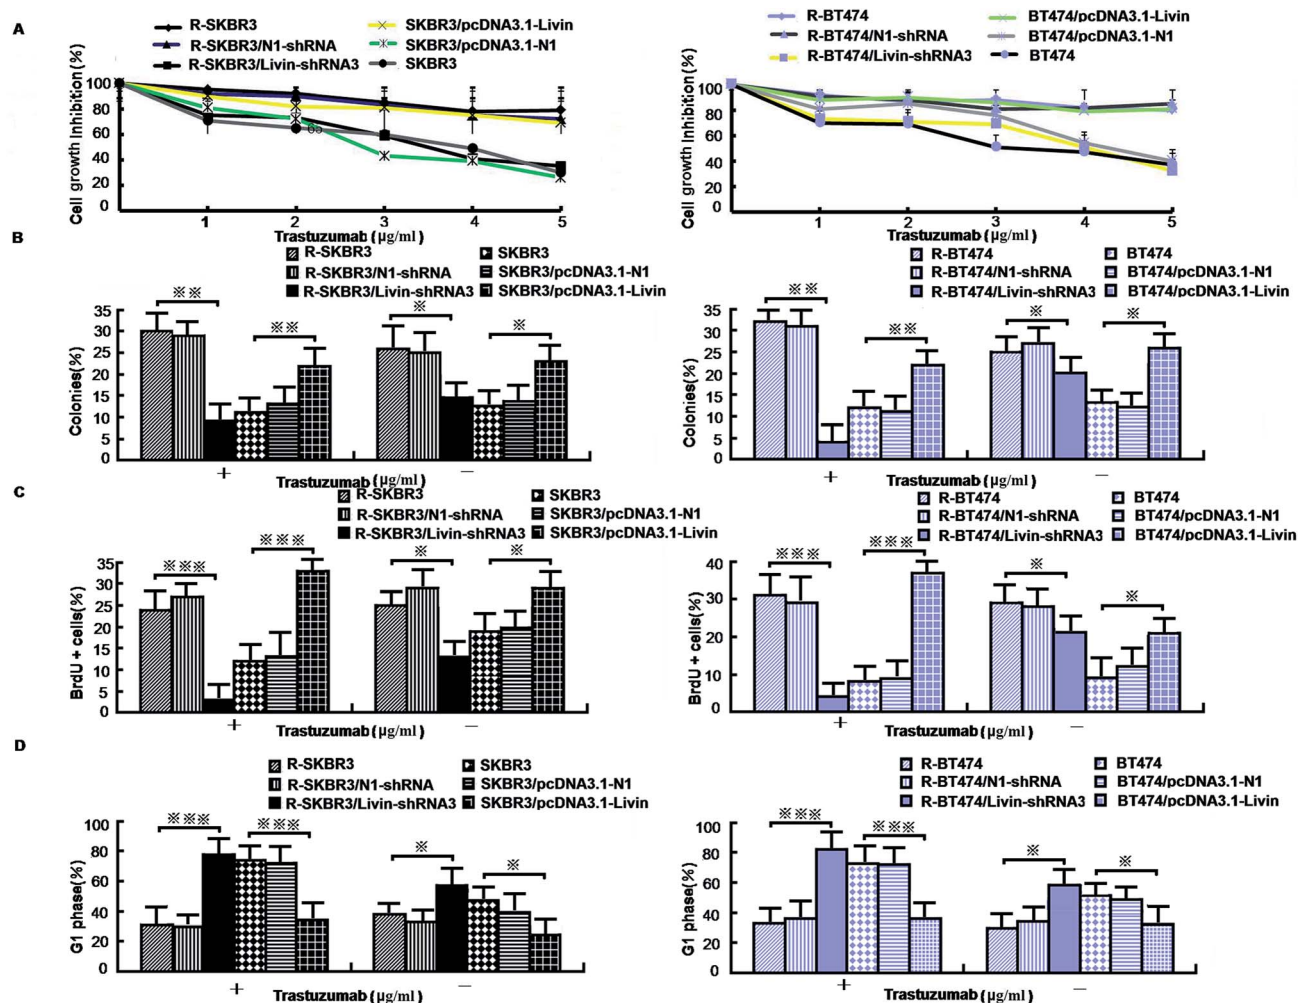 A
R-SKBR3
R-SKBR3/N1-shRNA
R-SKBR3/Livin-shRNA3
SKBR3/pcDNA3.1-Livin
SKBR3/pcDNA3.1-N1
SKBR3
Cell growth Inhibition(%)
100
80
60
40
20
0
65
1 2 3 4 5
Trastuzumab(μg/ml)
R-BT474
R-BT474/N1-shRNA
R-BT474/Livin-shRNA3
BT474/pcDNA3.1-Livin
BT474/pcDNA3.1-N1
BT474
Cell growth Inhibition(%)
100
80
60
40
20
0
1 2 3 4 5
Trastuzumab(μg/ml)
B
R-SKBR3
R-SKBR3/N1-shRNA
R-SKBR3/Livin-shRNA3
SKBR3
SKBR3/pcDNA3.1-N1
SKBR3/pcDNA3.1-Livin
Colonies(%)
35
30
25
20
15
10
5
0
※※
※※
※
※
+ −
Trastuzumab(μg/ml)
R-BT474
R-BT474/N1-shRNA
R-BT474/Livin-shRNA3
BT474
BT474/pcDNA3.1-N1
BT474/pcDNA3.1-Livin
Colonies(%)
35
30
25
20
15
10
5
0
※※
※※
※
※
+ −
Trastuzumab(μg/ml)
C
R-SKBR3
R-SKBR3/N1-shRNA
R-SKBR3/Livin-shRNA3
SKBR3
SKBR3/pcDNA3.1-N1
SKBR3/pcDNA3.1-Livin
BrdU + cells(%)
35
30
25
20
15
10
5
0
※※※
※※※
※
※
+ −
Trastuzumab(μg/ml)
R-BT474
R-BT474/N1-shRNA
R-BT474/Livin-shRNA3
BT474
BT474/pcDNA3.1-N1
BT474/pcDNA3.1-Livin
BrdU + cells(%)
40
30
20
10
0
※※※
※※※
※
※
+ −
Trastuzumab(μg/ml)
D
R-SKBR3
R-SKBR3/N1-shRNA
R-SKBR3/Livin-shRNA3
SKBR3
SKBR3/pcDNA3.1-N1
SKBR3/pcDNA3.1-Livin
G1 phase(%)
100
80
60
40
20
0
※※※
※※※
※
※
+ −
Trastuzumab(μg/ml)
R-BT474
R-BT474/N1-shRNA
R-BT474/Livin-shRNA3
BT474
BT474/pcDNA3.1-N1
BT474/pcDNA3.1-Livin
G1 phase(%)
100
80
60
40
20
0
※※※
※※※
※
※
+ −
Trastuzumab(μg/ml)